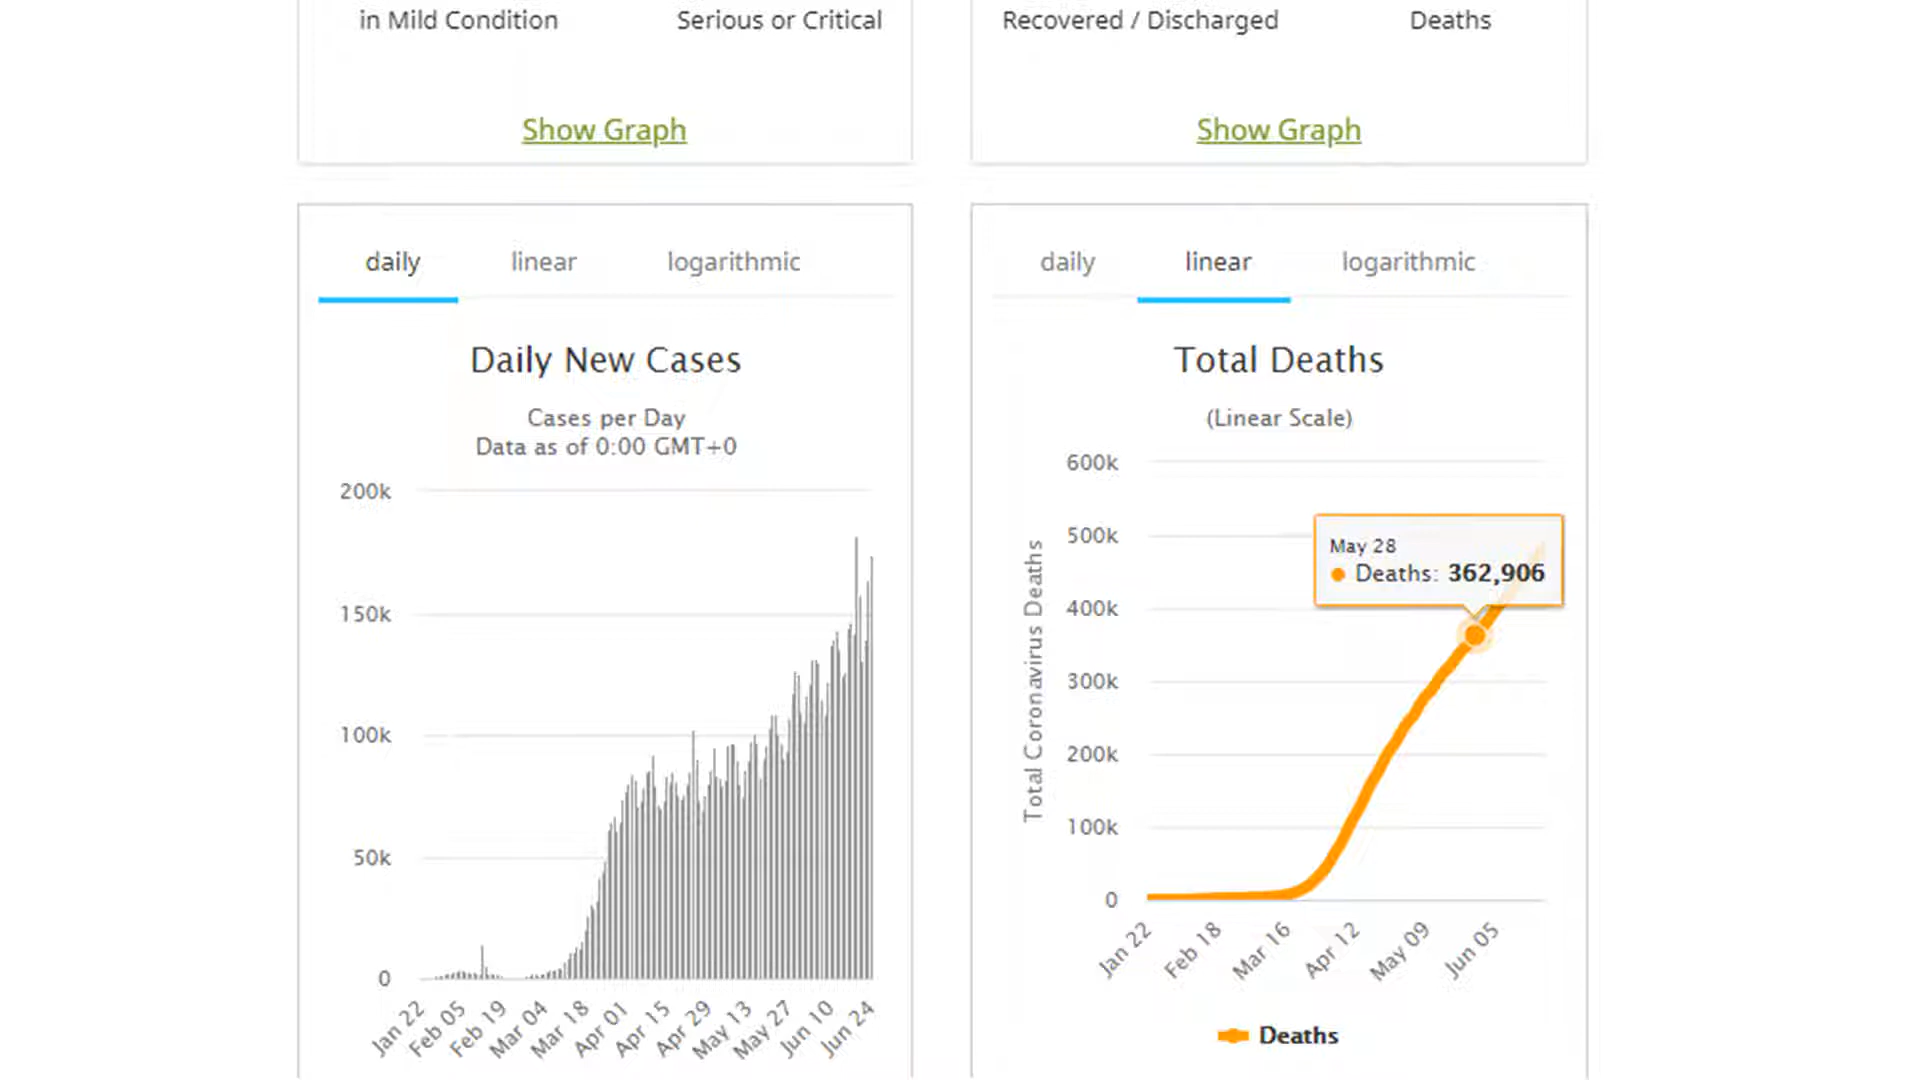 in Mild Condition
Serious or Critical
Show Graph
Recovered / Discharged
Deaths
Show Graph
daily
linear
logarithmic
Daily New Cases
Cases per Day
Data as of 0:00 GMT+0
200k
150k
100k
50k
0
Jan 22
Feb 05
Feb 19
Mar 04
Mar 18
Apr 01
Apr 15
Apr 29
May 13
May 27
Jun 10
Jun 24
daily
linear
logarithmic
Total Deaths
(Linear Scale)
Total Coronavirus Deaths
600k
500k
400k
300k
200k
100k
0
May 28
Deaths: 362,906
Jan 22
Feb 18
Mar 16
Apr 12
May 09
Jun 05
Deaths